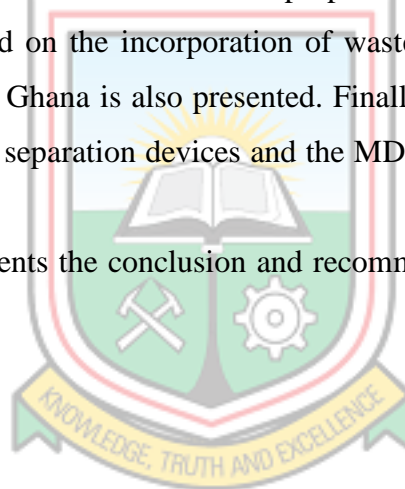 d on the incorporation of waste
Ghana is also presented. Finall
separation devices and the MD
ents the conclusion and recomm
KNOWLEDGE, TRUTH AND EXCELLENCE